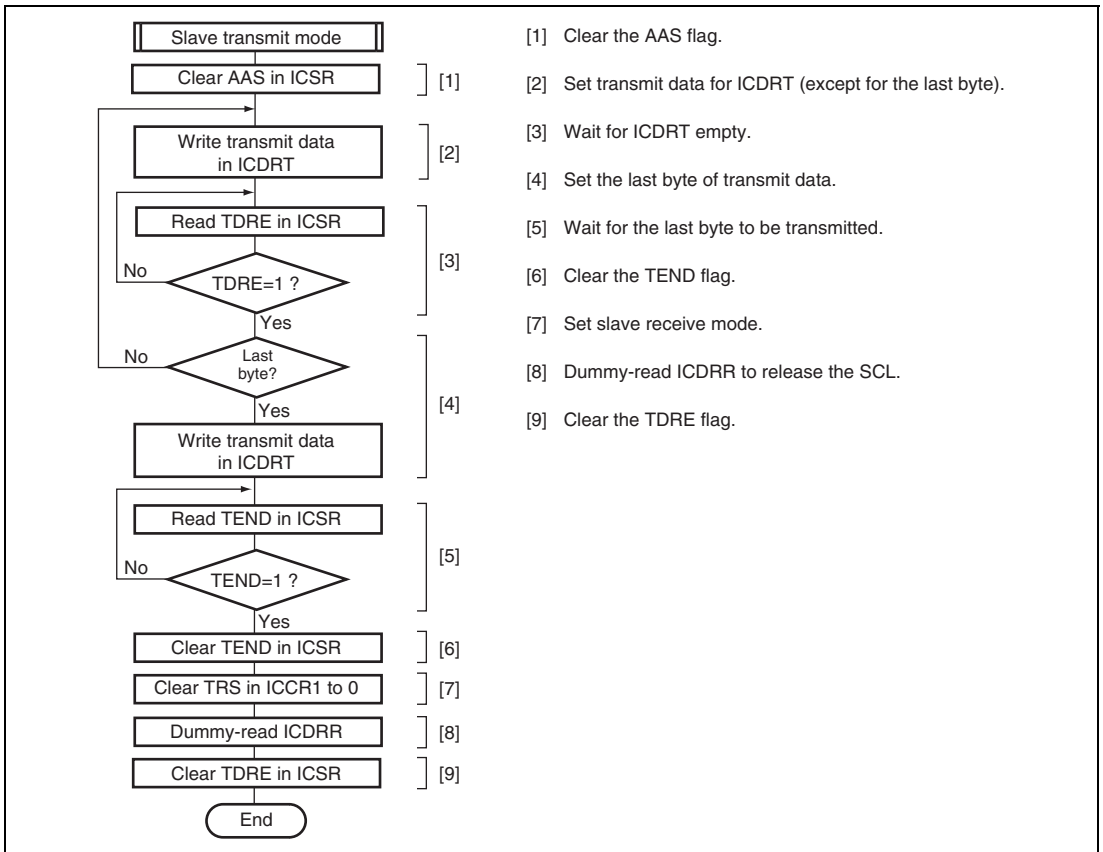 Slave transmit mode
Clear AAS in ICSR
[1]
Write transmit data
in ICDRT
[2]
Read TDRE in ICSR
[3]
No
TDRE=1 ?
Yes
No
Last
byte?
[4]
Yes
Write transmit data
in ICDRT
Read TEND in ICSR
[5]
No
TEND=1 ?
Yes
Clear TEND in ICSR
[6]
Clear TRS in ICCR1 to 0
[7]
Dummy-read ICDRR
[8]
Clear TDRE in ICSR
[9]
End
[1] Clear the AAS flag.
[2] Set transmit data for ICDRT (except for the last byte).
[3] Wait for ICDRT empty.
[4] Set the last byte of transmit data.
[5] Wait for the last byte to be transmitted.
[6] Clear the TEND flag.
[7] Set slave receive mode.
[8] Dummy-read ICDRR to release the SCL.
[9] Clear the TDRE flag.